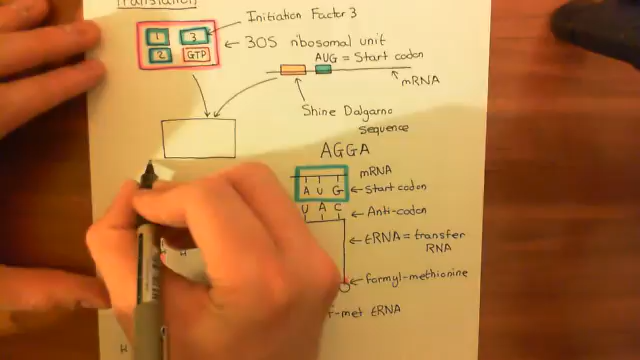 Translation
Initiation Factor 3
1
3
2
GTP
30S ribosomal unit
AUG = Start codon
mRNA
Shine Dalgarno
sequence
AGGA
mRNA
A U G
Start codon
U A C
Anti-codon
tRNA = transfer
RNA
formyl-methionine
H
-met tRNA
H